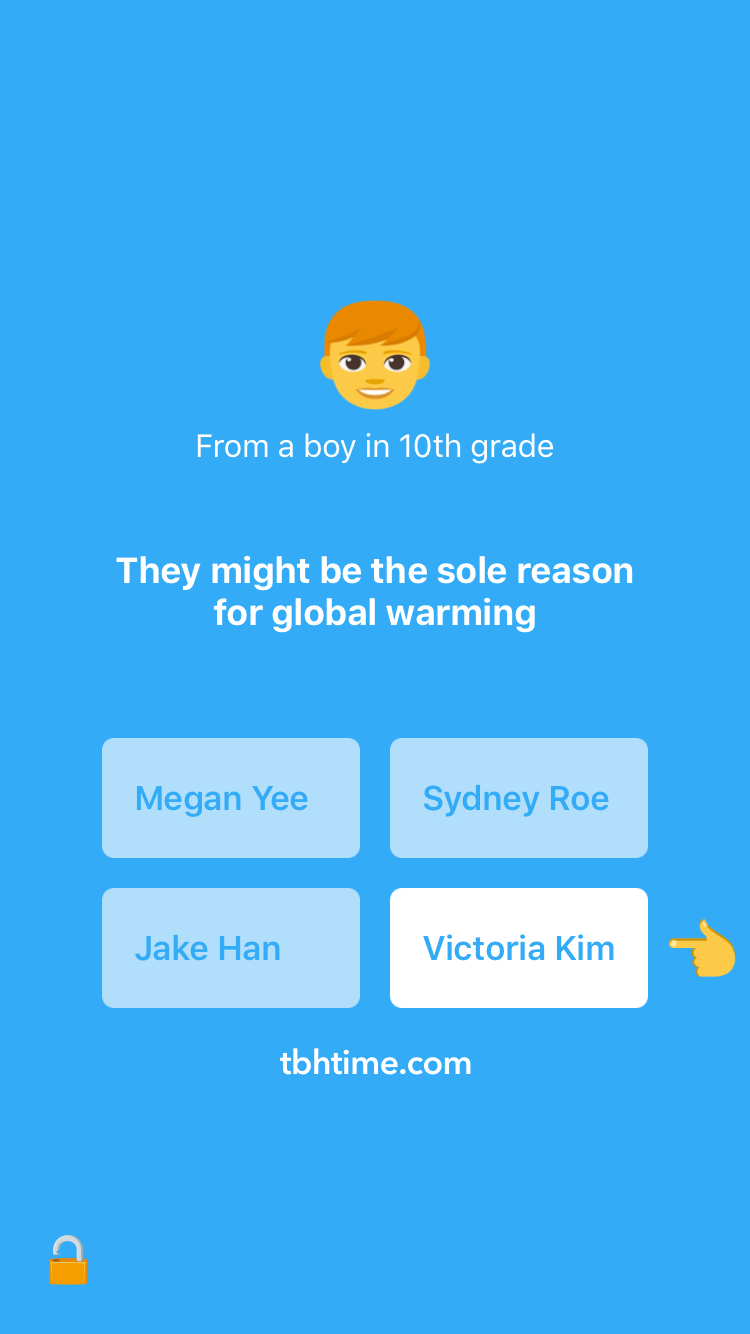 From a boy in 10th grade
They might be the sole reason
for global warming
Megan Yee
Sydney Roe
Jake Han
Victoria Kim
tbhtime.com